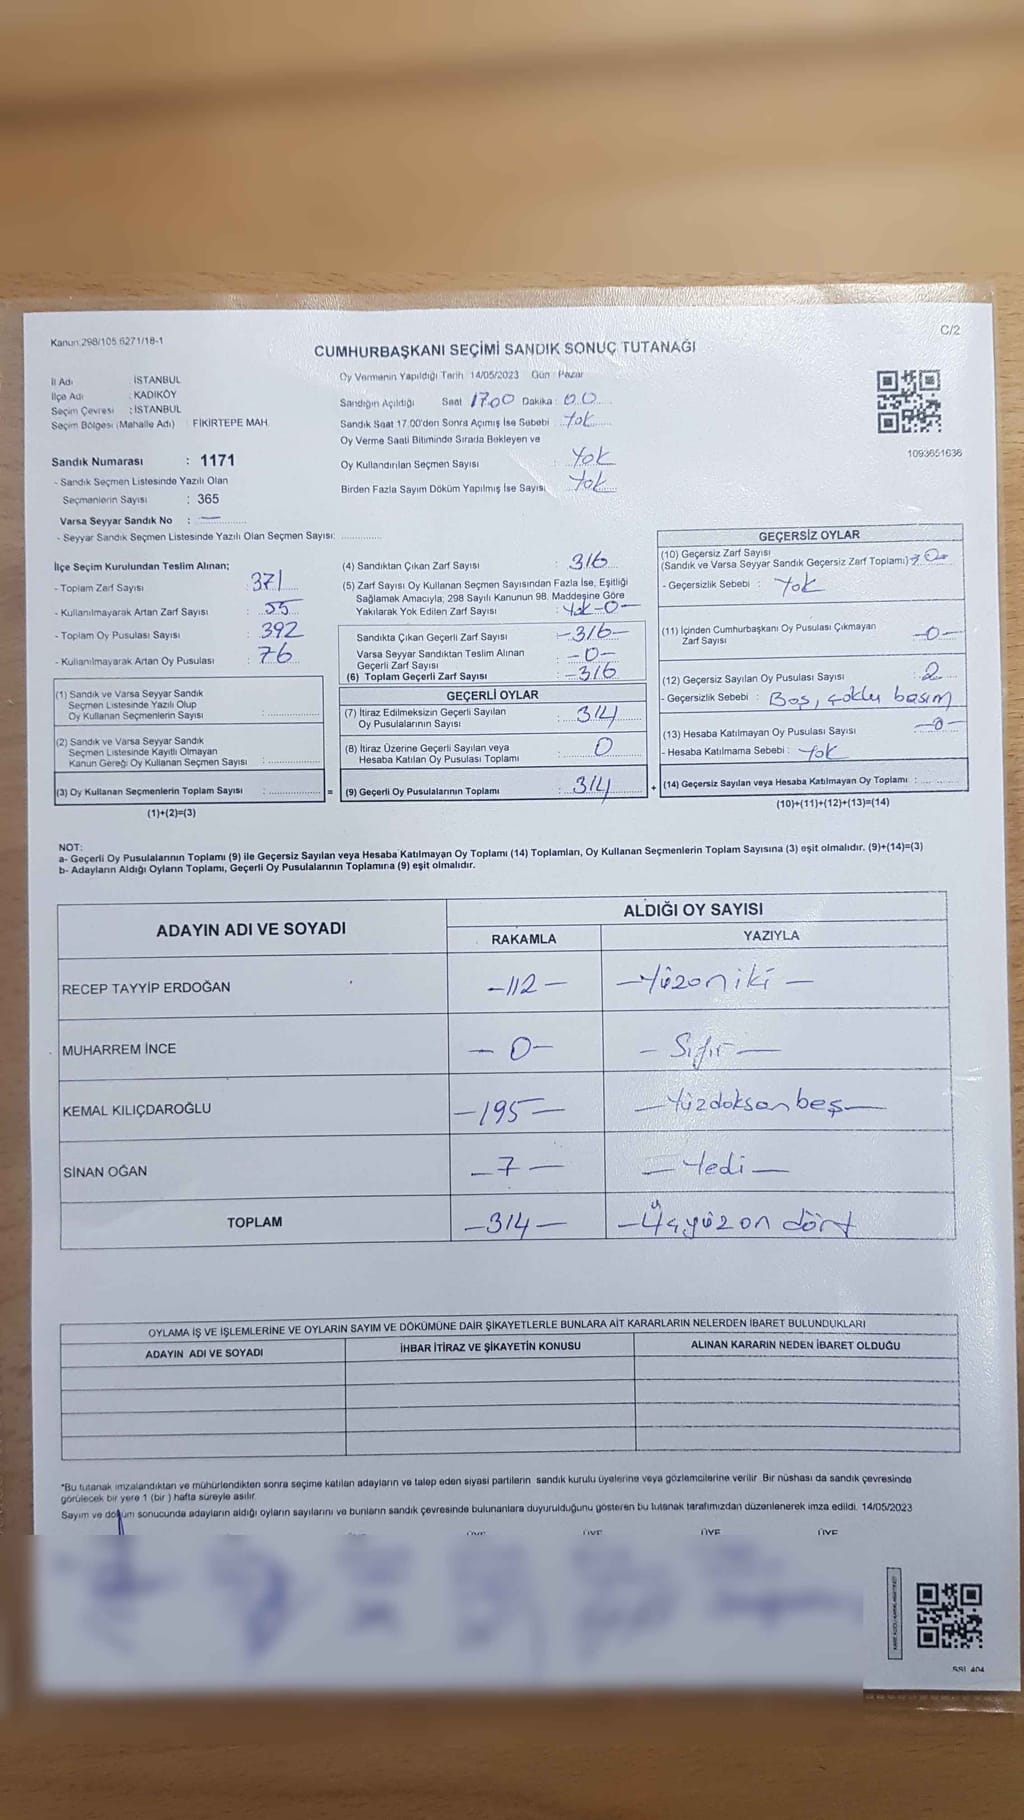 Kanun:298/105 6271/18-1
C/2
CUMHURBAŞKANI SEÇİMİ SANDIK SONUÇ TUTANAĞI
İl Adı : İSTANBUL
İlçe Adı : KADIKÖY
Seçim Çevresi : İSTANBUL
Seçim Bölgesi (Mahalle Adı) : FİKİRTEPE MAH.
Sandık Numarası : 1171
- Sandık Seçmen Listesinde Yazılı Olan
Seçmenlerin Sayısı : 365
Varsa Seyyar Sandık No : —
- Seyyar Sandık Seçmen Listesinde Yazılı Olan Seçmen Sayısı:
Oy Vermenin Yapıldığı Tarih : 14/05/2023 Gün : Pazar
Sandığın Açıldığı Saat 17.00 Dakika : 00
Sandık Saat 17.00'den Sonra Açımış İse Sebebi : Yok
Oy Verme Saati Bitiminde Sırada Bekleyen ve
Oy Kullandırılan Seçmen Sayısı : Yok
Birden Fazla Sayım Döküm Yapılmış İse Sayısı : Yok
1093651636
İlçe Seçim Kurulundan Teslim Alınan;
- Toplam Zarf Sayısı : 371
- Kullanılmayarak Artan Zarf Sayısı : 55
- Toplam Oy Pusulası Sayısı : 392
- Kullanılmayarak Artan Oy Pusulası : 76
(1) Sandık ve Varsa Seyyar Sandık
Seçmen Listesinde Yazılı Olup
Oy Kullanan Seçmenlerin Sayısı :
(2) Sandık ve Varsa Seyyar Sandık
Seçmen Listesinde Kayıtlı Olmayan
Kanun Gereği Oy Kullanan Seçmen Sayısı :
(3) Oy Kullanan Seçmenlerin Toplam Sayısı : =
(1)+(2)=(3)
(4) Sandıktan Çıkan Zarf Sayısı : 316
(5) Zarf Sayısı Oy Kullanan Seçmen Sayısından Fazla İse, Eşitliği
Sağlamak Amacıyla; 298 Sayılı Kanunun 98. Maddesine Göre
Yakılarak Yok Edilen Zarf Sayısı : Yok -0-
Sandıkta Çıkan Geçerli Zarf Sayısı : -316-
Varsa Seyyar Sandıktan Teslim Alınan
Geçerli Zarf Sayısı : -0-
(6) Toplam Geçerli Zarf Sayısı : -316
GEÇERLİ OYLAR
(7) İtiraz Edilmeksizin Geçerli Sayılan
Oy Pusulalarının Sayısı : 314
(8) İtiraz Üzerine Geçerli Sayılan veya
Hesaba Katılan Oy Pusulası Toplamı : 0
(9) Geçerli Oy Pusulalarının Toplamı : 314 +
GEÇERSİZ OYLAR
(10) Geçersiz Zarf Sayısı
(Sandık ve Varsa Seyyar Sandık Geçersiz Zarf Toplamı) : -0-
- Geçersizlik Sebebi : Yok
(11) İçinden Cumhurbaşkanı Oy Pusulası Çıkmayan
Zarf Sayısı -0-
(12) Geçersiz Sayılan Oy Pusulası Sayısı : 2
- Geçersizlik Sebebi : Boş, çoklu basım
(13) Hesaba Katılmayan Oy Pusulası Sayısı : -0-
- Hesaba Katılmama Sebebi : Yok
(14) Geçersiz Sayılan veya Hesaba Katılmayan Oy Toplamı :
(10)+(11)+(12)+(13)=(14)
NOT:
a- Geçerli Oy Pusulalarının Toplamı (9) ile Geçersiz Sayılan veya Hesaba Katılmayan Oy Toplamı (14) Toplamları, Oy Kullanan Seçmenlerin Toplam Sayısına (3) eşit olmalıdır. (9)+(14)=(3)
b- Adayların Aldığı Oyların Toplamı, Geçerli Oy Pusulalarının Toplamına (9) eşit olmalıdır.
ADAYIN ADI VE SOYADI
ALDIĞI OY SAYISI
RAKAMLA YAZIYLA
RECEP TAYYİP ERDOĞAN -112- -Yüzoniki-
MUHARREM İNCE -0- -Sıfır-
KEMAL KILIÇDAROĞLU -195- -Yüzdoksanbeş-
SİNAN OĞAN -7- -Yedi-
TOPLAM -314- -Üçyüz on dört
OYLAMA İŞ VE İŞLEMLERİNE VE OYLARIN SAYIM VE DÖKÜMÜNE DAİR ŞİKAYETLERLE BUNLARA AİT KARARLARIN NELERDEN İBARET BULUNDUKLARI
ADAYIN ADI VE SOYADI İHBAR İTİRAZ VE ŞİKAYETİN KONUSU ALINAN KARARIN NEDEN İBARET OLDUĞU
*Bu tutanak imzalandıktan ve mühürlendikten sonra seçime katılan adayların ve talep eden siyasi partilerin sandık kurulu üyelerine veya gözlemcilerine verilir. Bir nüshası da sandık çevresinde
görülecek bir yere 1 (bir ) hafta süreyle asılır.
Sayım ve döküm sonucunda adayların aldığı oyların sayılarını ve bunların sandık çevresinde bulunanlara duyurulduğunu gösteren bu tutanak tarafımızdan düzenlenerek imza edildi. 14/05/2023
ÜYE ÜYE ÜYE ÜYE